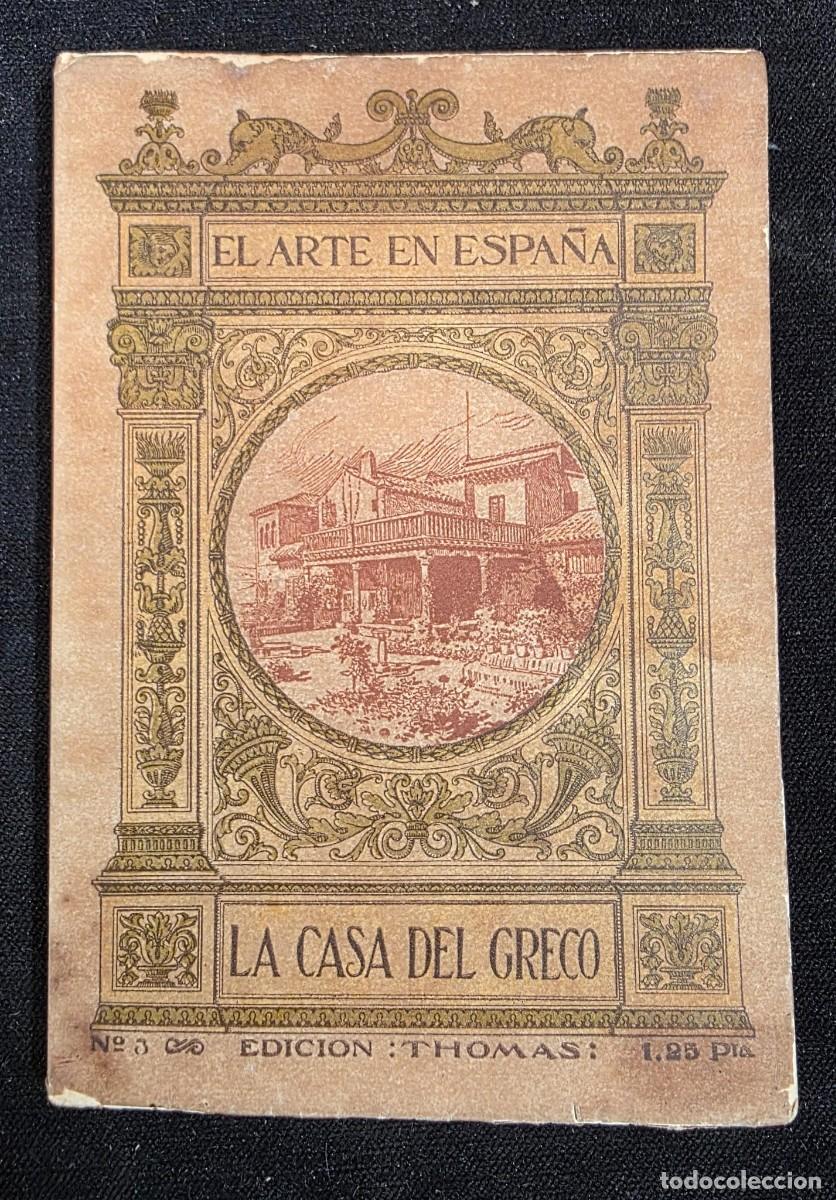 EL ARTE EN ESPAÑA
LA CASA DEL GRECO
Nº 3 EDICION :THOMAS: 1,25 Pta
todocoleccion